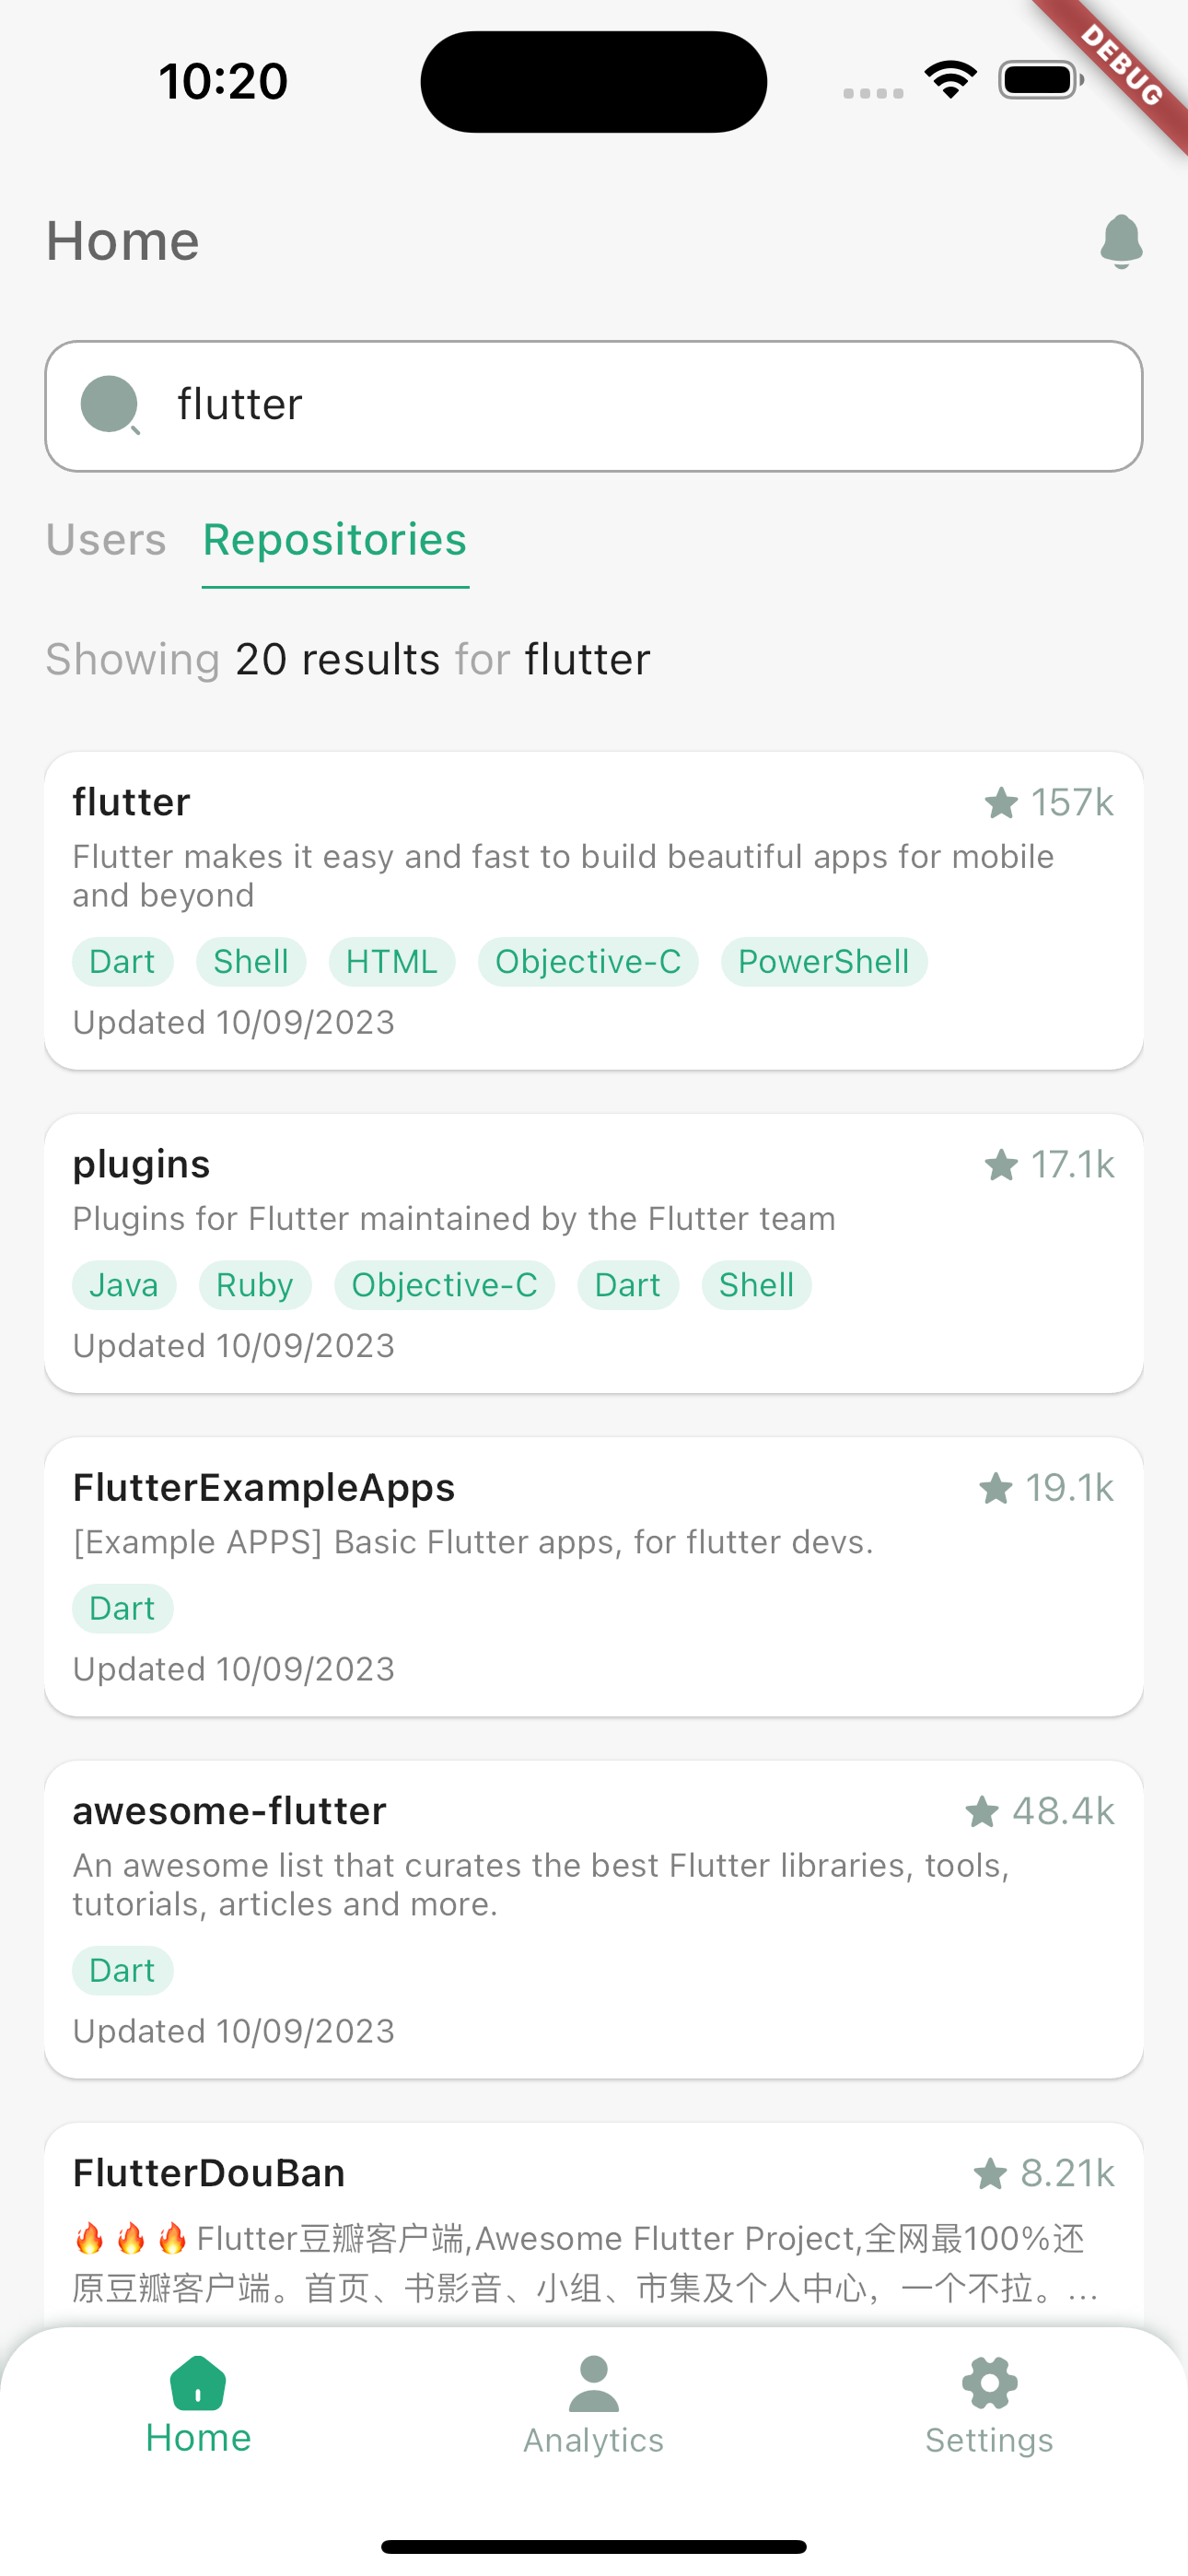 10:20
DEBUG
Home
flutter
Users Repositories
Showing 20 results for flutter
flutter 157k
Flutter makes it easy and fast to build beautiful apps for mobile
and beyond
Dart Shell HTML Objective-C PowerShell
Updated 10/09/2023
plugins 17.1k
Plugins for Flutter maintained by the Flutter team
Java Ruby Objective-C Dart Shell
Updated 10/09/2023
FlutterExampleApps 19.1k
[Example APPS] Basic Flutter apps, for flutter devs.
Dart
Updated 10/09/2023
awesome-flutter 48.4k
An awesome list that curates the best Flutter libraries, tools,
tutorials, articles and more.
Dart
Updated 10/09/2023
FlutterDouBan 8.21k
🔥🔥🔥Flutter豆瓣客户端,Awesome Flutter Project,全网最100%还
原豆瓣客户端。首页、书影音、小组、市集及个人中心，一个不拉。...
Home Analytics Settings